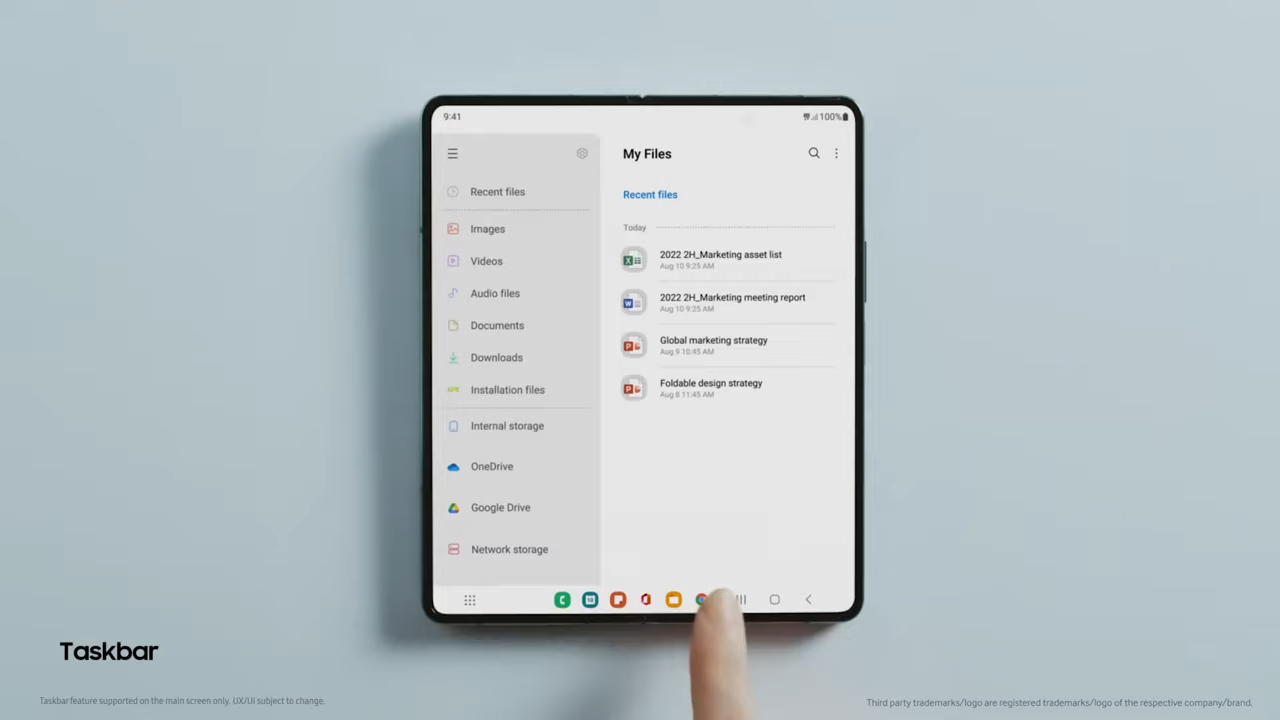 9:41
100%
My Files
Recent files
Recent files
Today
Images
2022 2H_Marketing asset list
Aug 10 9:25 AM
Videos
Audio files
2022 2H_Marketing meeting report
Aug 10 9:25 AM
Documents
Global marketing strategy
Aug 9 10:45 AM
Downloads
Foldable design strategy
Aug 8 11:45 AM
APK
Installation files
Internal storage
OneDrive
Google Drive
Network storage
Taskbar
Taskbar feature supported on the main screen only. UX/UI subject to change.
Third party trademarks/logo are registered trademarks/logo of the respective company/brand.